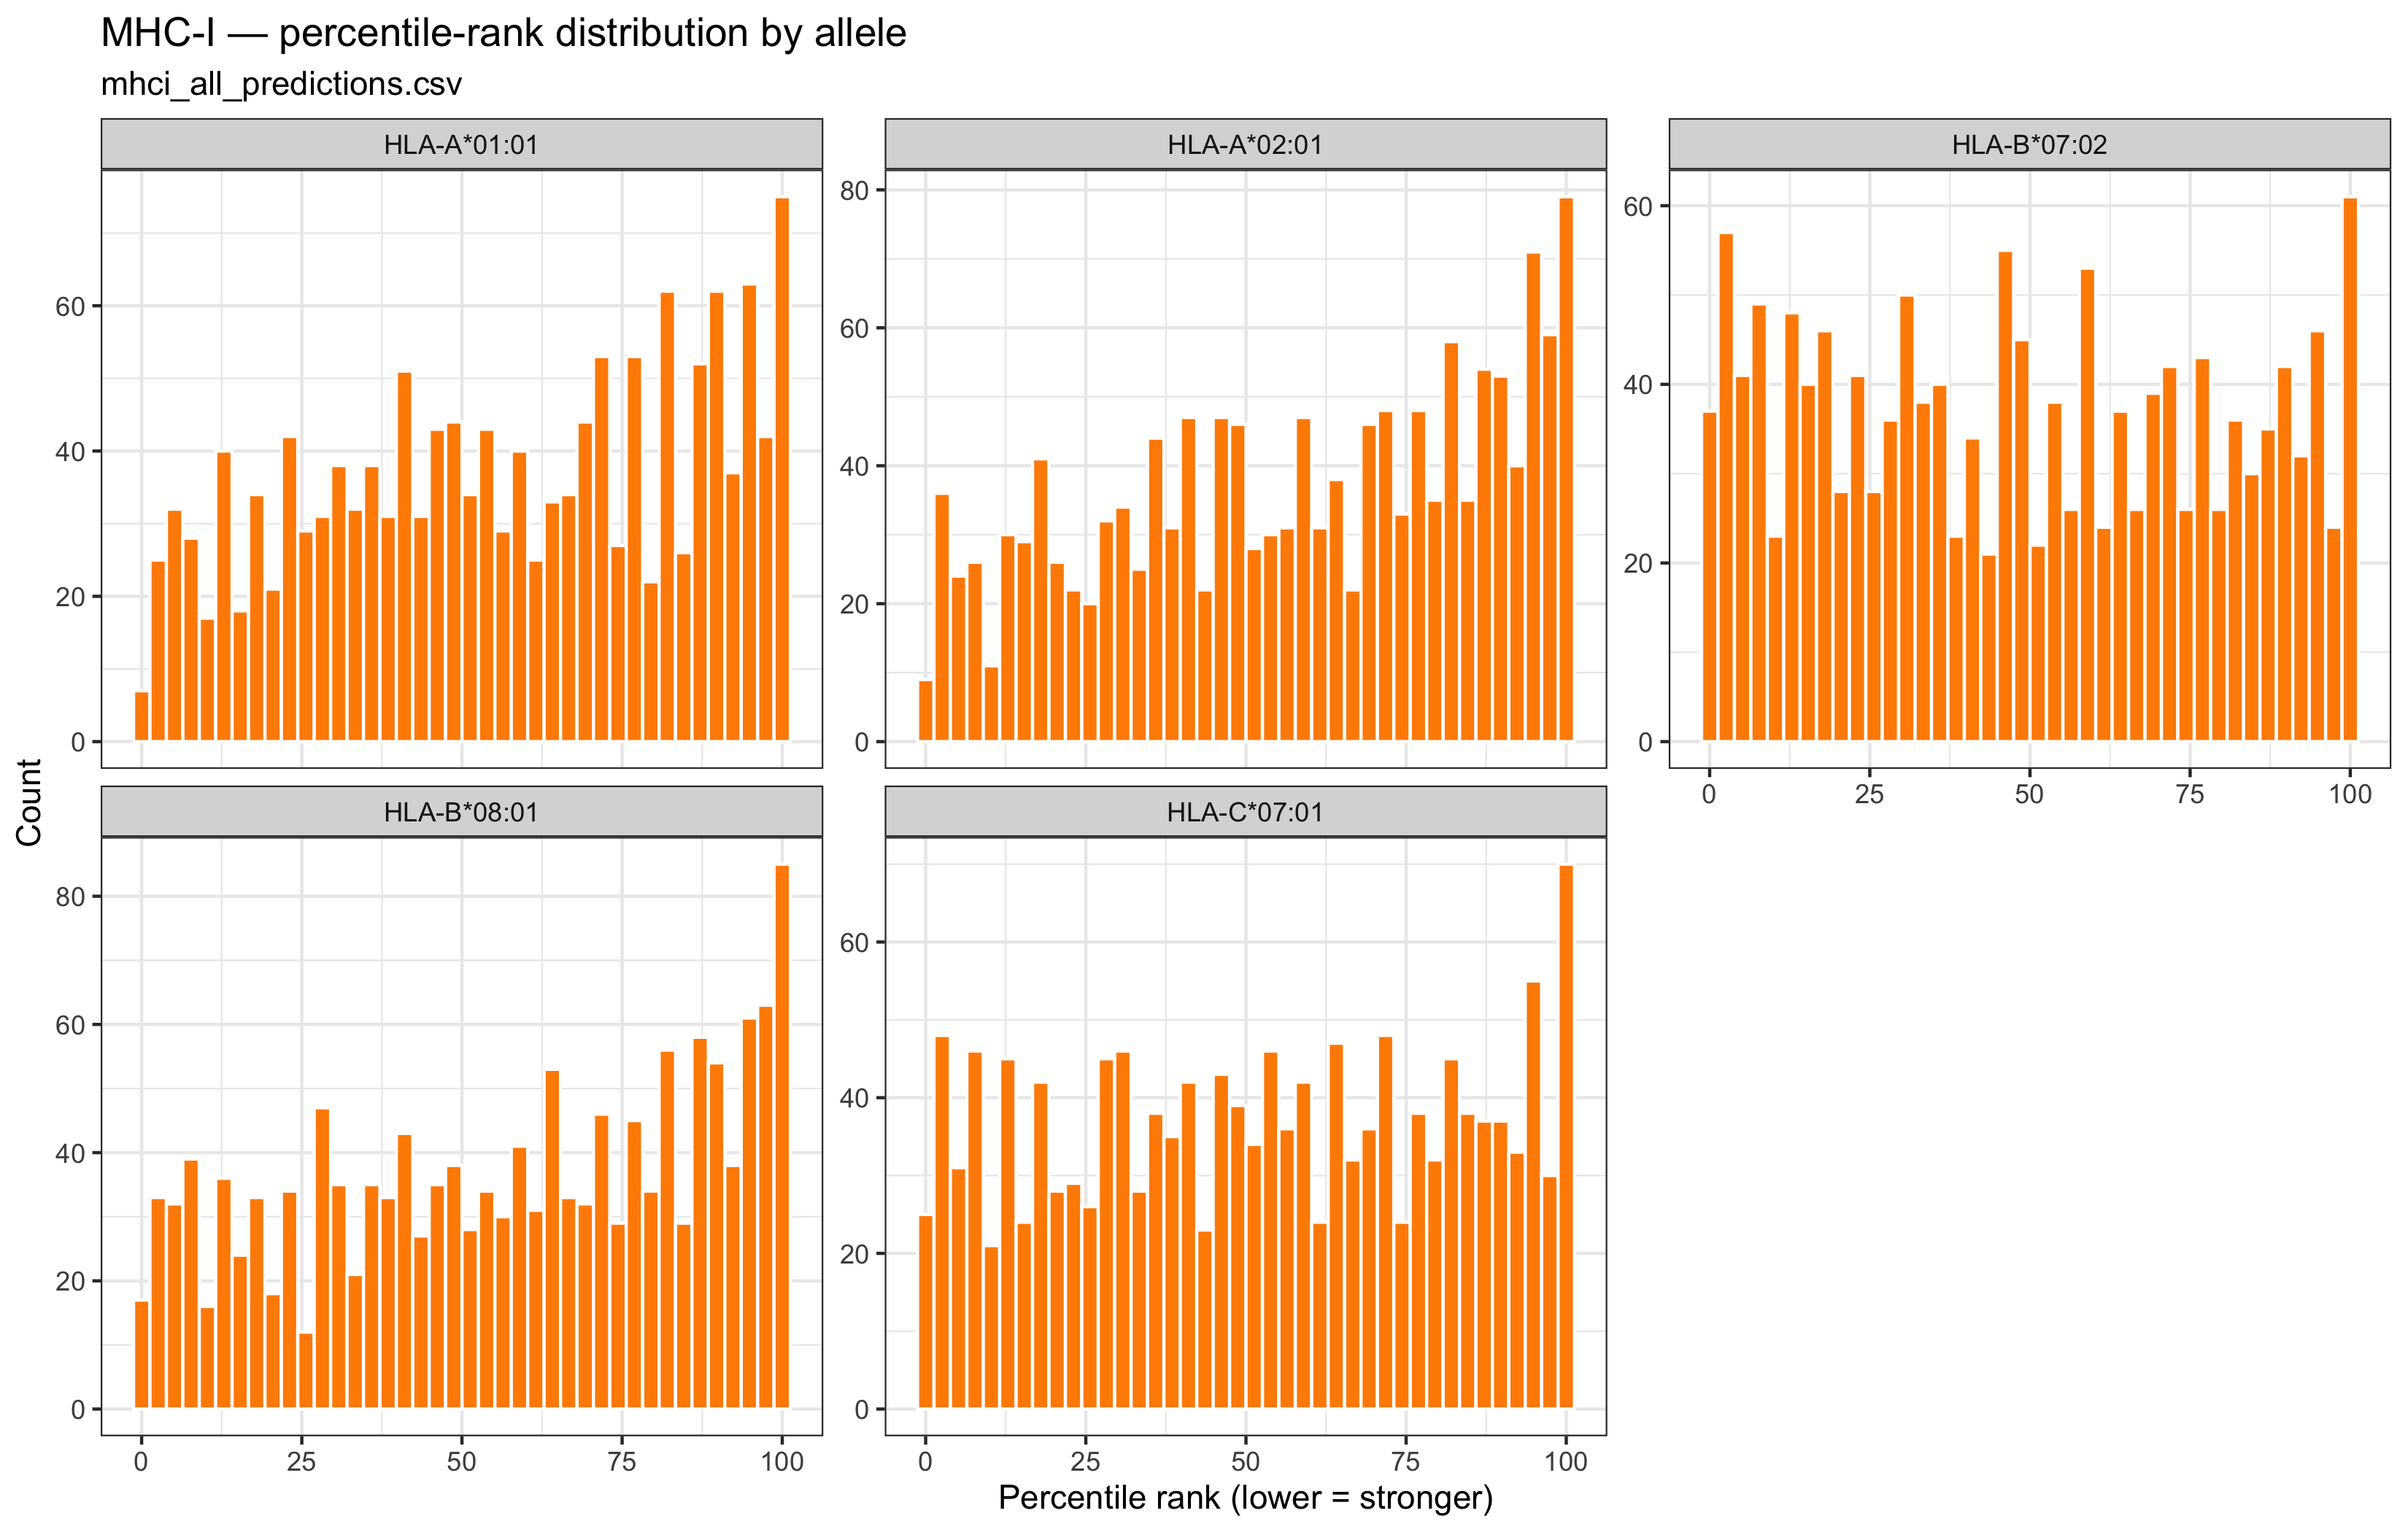 MHC-I — percentile-rank distribution by allele
mhci_all_predictions.csv
HLA-A*01:01
HLA-A*02:01
HLA-B*07:02
60
40
20
0
80
60
40
20
0
60
40
20
0
0 25 50 75 100
Count
HLA-B*08:01
HLA-C*07:01
80
60
40
20
0
60
40
20
0
0 25 50 75 100
0 25 50 75 100
Percentile rank (lower = stronger)